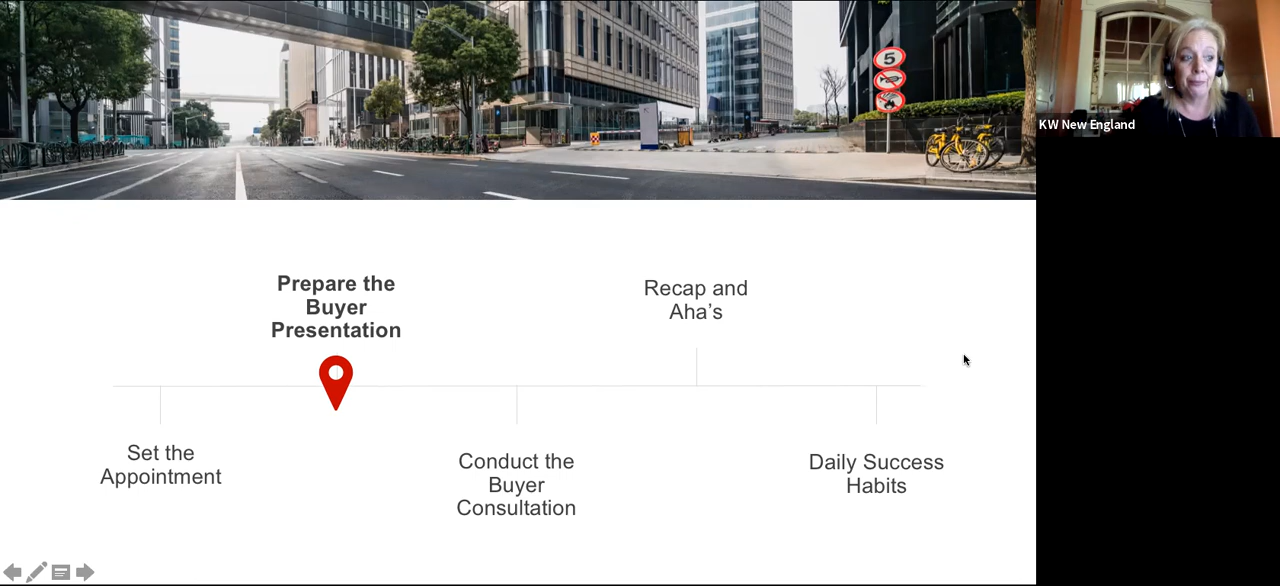 5
KW New England
Prepare the
Buyer
Presentation
Recap and
Aha's
Set the
Appointment
Conduct the
Buyer
Consultation
Daily Success
Habits